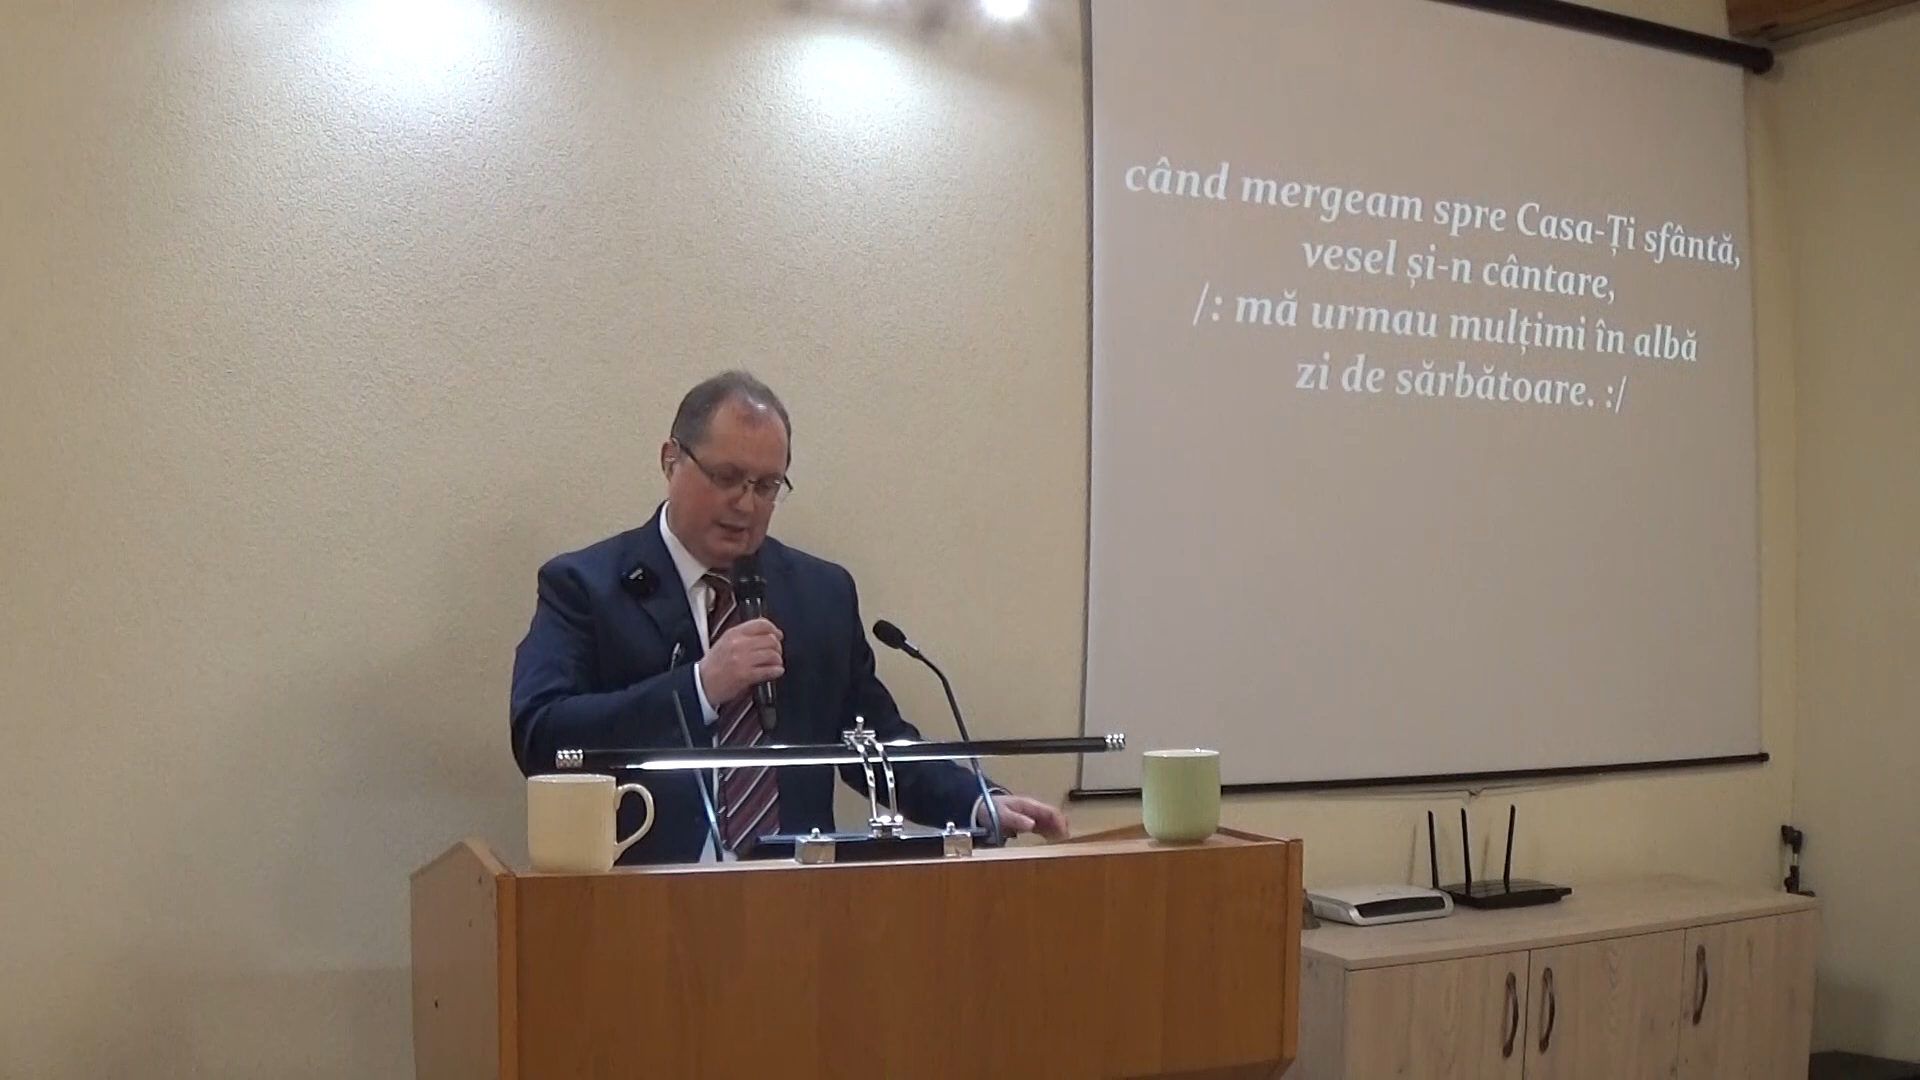 când mergeam spre Casa-Ți sfântă,
vesel și-n cântare,
/: mă urmau mulțimi în albă
zi de sărbătoare. :/